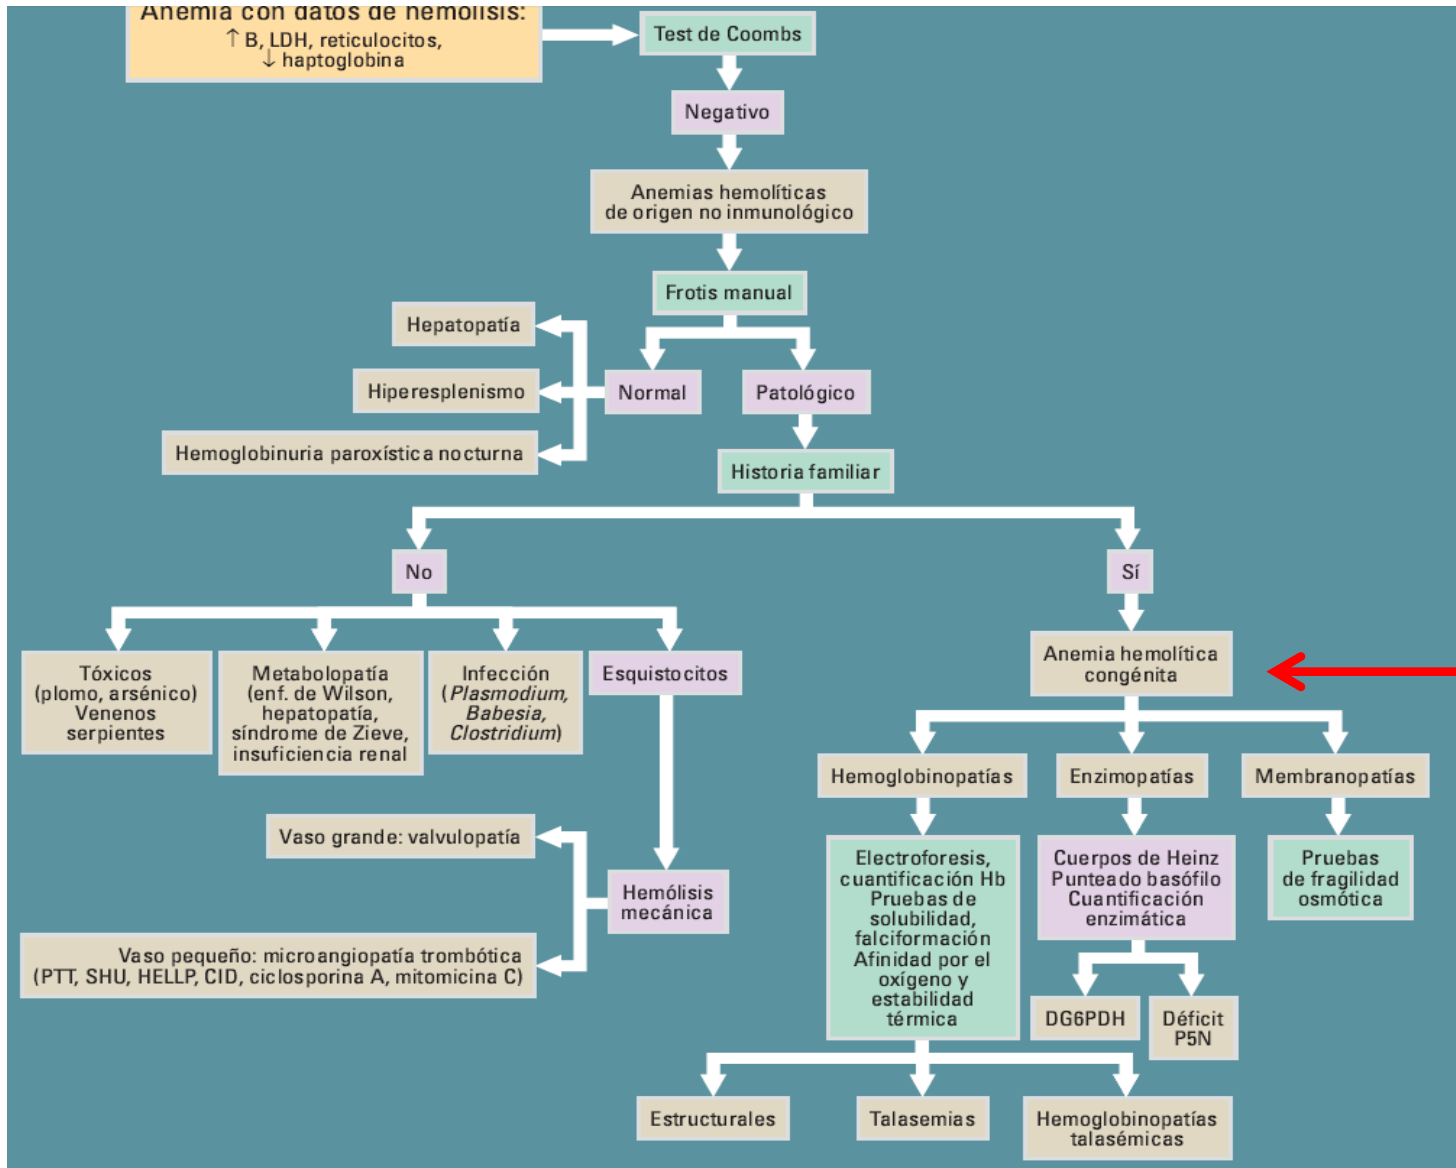 Anemia con datos de hemólisis:
↑ B, LDH, reticulocitos,
↓ haptoglobina
Test de Coombs
Negativo
Anemias hemolíticas
de origen no inmunológico
Frotis manual
Hepatopatía
Hiperesplenismo
Normal
Patológico
Hemoglobinuria paroxística nocturna
Historia familiar
No
Sí
Tóxicos
(plomo, arsénico)
Venenos
serpientes
Metabolopatía
(enf. de Wilson,
hepatopatía,
síndrome de Zieve,
insuficiencia renal
Infección
(Plasmodium,
Babesia,
Clostridium)
Esquistocitos
Anemia hemolítica
congénita
Hemoglobinopatías
Enzimopatías
Membranopatías
Vaso grande: valvulopatía
Hemólisis
mecánica
Vaso pequeño: microangiopatía trombótica
(PTT, SHU, HELLP, CID, ciclosporina A, mitomicina C)
Electroforesis,
cuantificación Hb
Pruebas de
solubilidad,
falciformación
Afinidad por el
oxígeno y
estabilidad
térmica
Cuerpos de Heinz
Punteado basófilo
Cuantificación
enzimática
Pruebas
de fragilidad
osmótica
DG6PDH
Déficit
P5N
Estructurales
Talasemias
Hemoglobinopatías
talasémicas